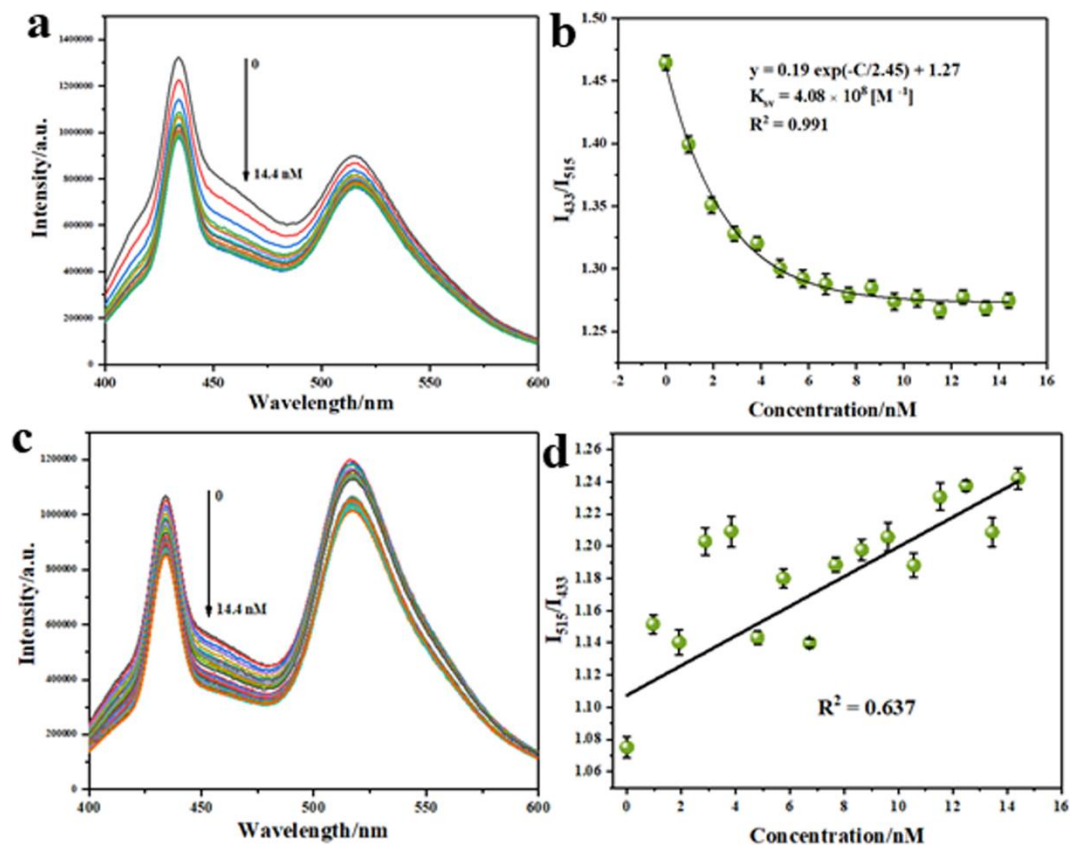 a
1400000
1200000
1000000
800000
600000
400000
200000
0
400 450 500 550 600
Intensity/a.u.
Wavelength/nm
0
14.4 nM
b
1.50
1.45
1.40
1.35
1.30
1.25
-2 0 2 4 6 8 10 12 14 16
I₄₃₃/I₅₁₅
Concentration/nM
y = 0.19 exp(-C/2.45) + 1.27
Kₛᵥ = 4.08 × 10⁸ [M ⁻¹]
R² = 0.991
c
1200000
1000000
800000
600000
400000
200000
0
400 450 500 550 600
Intensity/a.u.
Wavelength/nm
0
14.4 nM
d
1.26
1.24
1.22
1.20
1.18
1.16
1.14
1.12
1.10
1.08
1.06
0 2 4 6 8 10 12 14 16
I₅₁₅/I₄₃₃
Concentration/nM
R² = 0.637